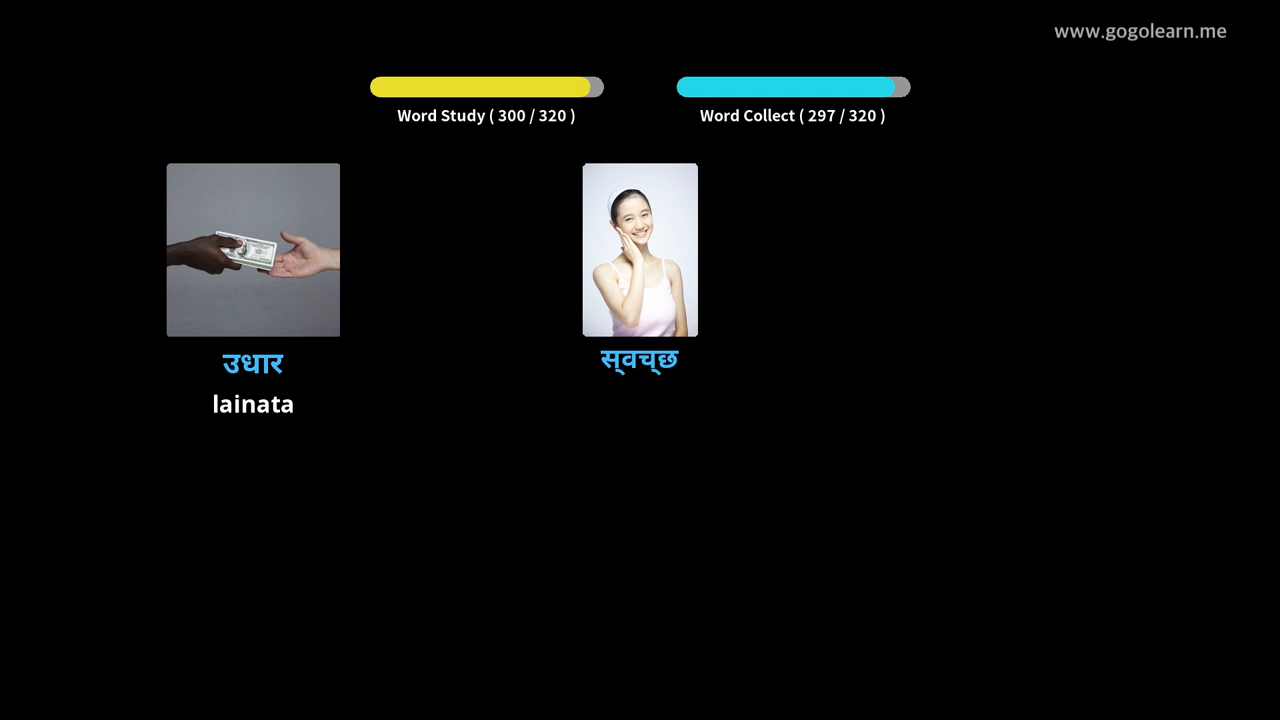 www.gogolearn.me
Word Study ( 300 / 320 )
Word Collect ( 297 / 320 )
उधार
lainata
स्वच्छ